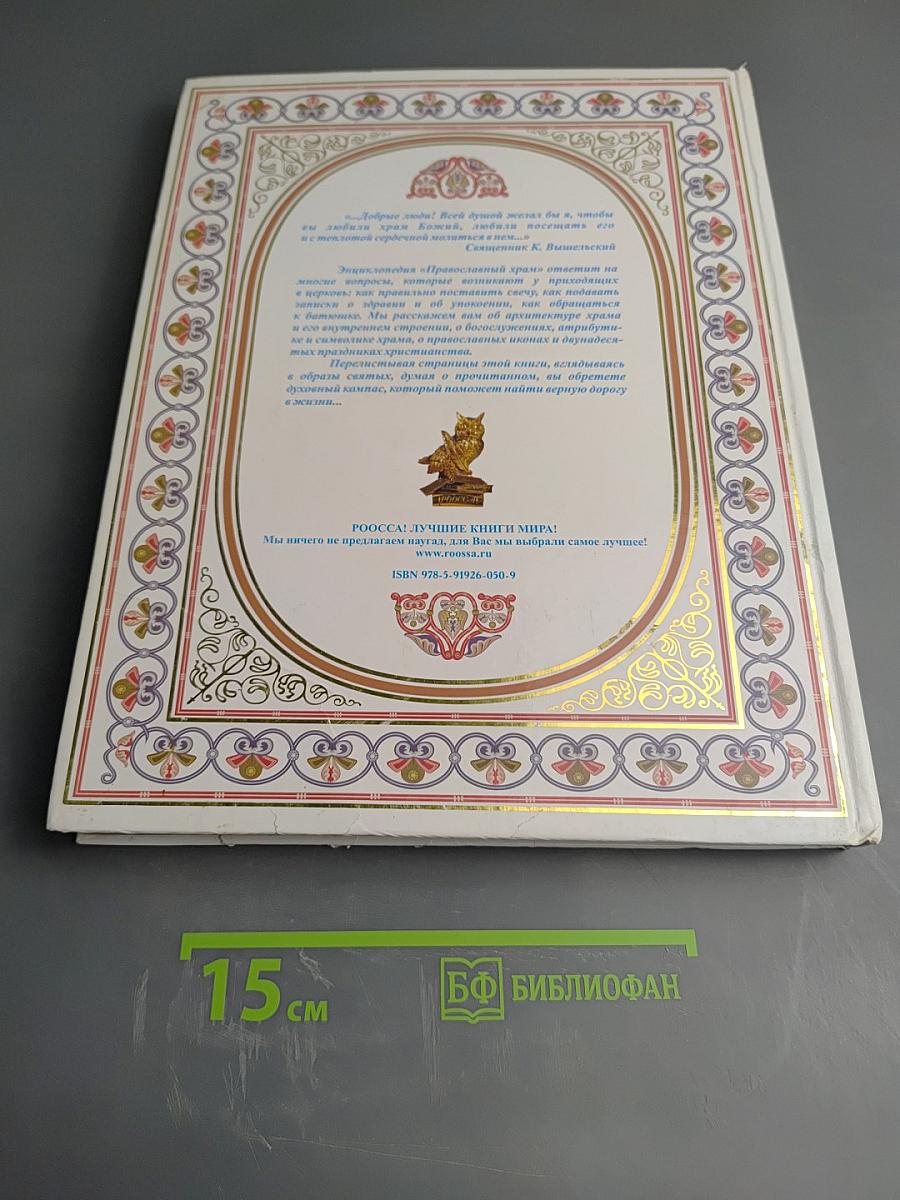 «...Добрые люди! Всей душой желал бы я, чтобы
вы любили храм Божий, любили посещать его
и с теплотой сердечной молиться в нем...»
Священник К. Вышельский
Энциклопедия «Православный храм» ответит на
многие вопросы, которые возникают у приходящих
в церковь: как правильно поставить свечу, как подавать
записки о здравии и об упокоении, как обращаться
к батюшке. Мы расскажем вам об архитектуре храма
и его внутреннем строении, о богослужениях, атрибути-
ке и символике храма, о православных иконах и двунадеся-
тых праздниках христианства.
Перелистывая страницы этой книги, вглядываясь
в образы святых, думая о прочитанном, вы обретете
духовный компас, который поможет найти верную дорогу
в жизни...
РООССА! ЛУЧШИЕ КНИГИ МИРА!
Мы ничего не предлагаем наугад, для Вас мы выбрали самое лучшее!
www.roossa.ru
ISBN 978-5-91926-050-9
15 см
БФ БИБЛИОФАН